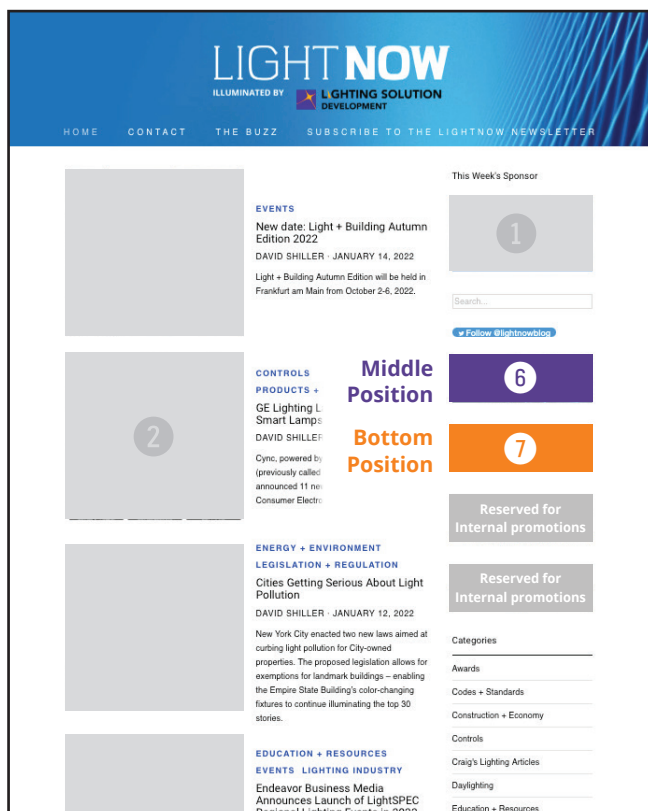 LIGHT NOW
ILLUMINATED BY
LIGHTING SOLUTION
DEVELOPMENT
HOME CONTACT THE BUZZ SUBSCRIBE TO THE LIGHTNOW NEWSLETTER
EVENTS
New date: Light + Building Autumn
Edition 2022
DAVID SHILLER · JANUARY 14, 2022
Light + Building Autumn Edition will be held in
Frankfurt am Main from October 2-6, 2022.
2
CONTROLS
PRODUCTS +
GE Lighting
Smart Lamps
DAVID SHILLER
Cync, powered by
(previously called
announced 11
Consumer
Middle
Position
Bottom
Position
ENERGY + ENVIRONMENT
LEGISLATION + REGULATION
Cities Getting Serious About Light
Pollution
DAVID SHILLER · JANUARY 12, 2022
New York City enacted two new laws aimed at
curbing light pollution for City-owned
properties. The proposed legislation allows for
exemptions for landmark buildings – enabling
the Empire State Building's color-changing
fixtures to continue illuminating the top 30
stories.
EDUCATION + RESOURCES
EVENTS LIGHTING INDUSTRY
Endeavor Business Media
Announces Launch of LightSPEC
Regional Lighting Events in 2022
This Week's Sponsor
1
Search...
Follow @lightnowblog
6
7
Reserved for
Internal promotions
Reserved for
Internal promotions
Categories
Awards
Codes + Standards
Construction + Economy
Controls
Craig's Lighting Articles
Daylighting
Education + Resources